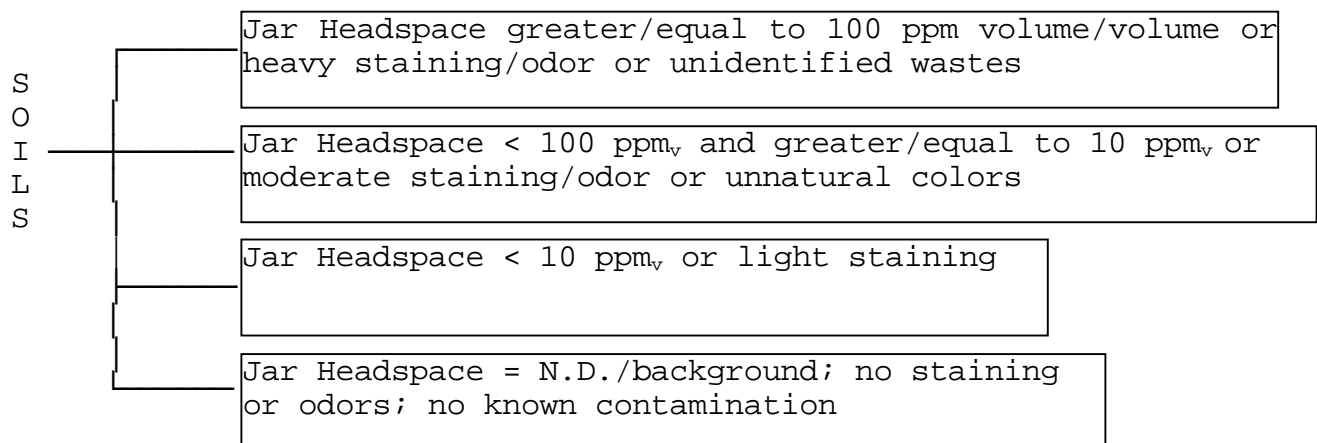 SOILS
Jar Headspace greater/equal to 100 ppm volume/volume or
heavy staining/odor or unidentified wastes
Jar Headspace < 100 ppmᵥ and greater/equal to 10 ppmᵥ or
moderate staining/odor or unnatural colors
Jar Headspace < 10 ppmᵥ or light staining
Jar Headspace = N.D./background; no staining
or odors; no known contamination